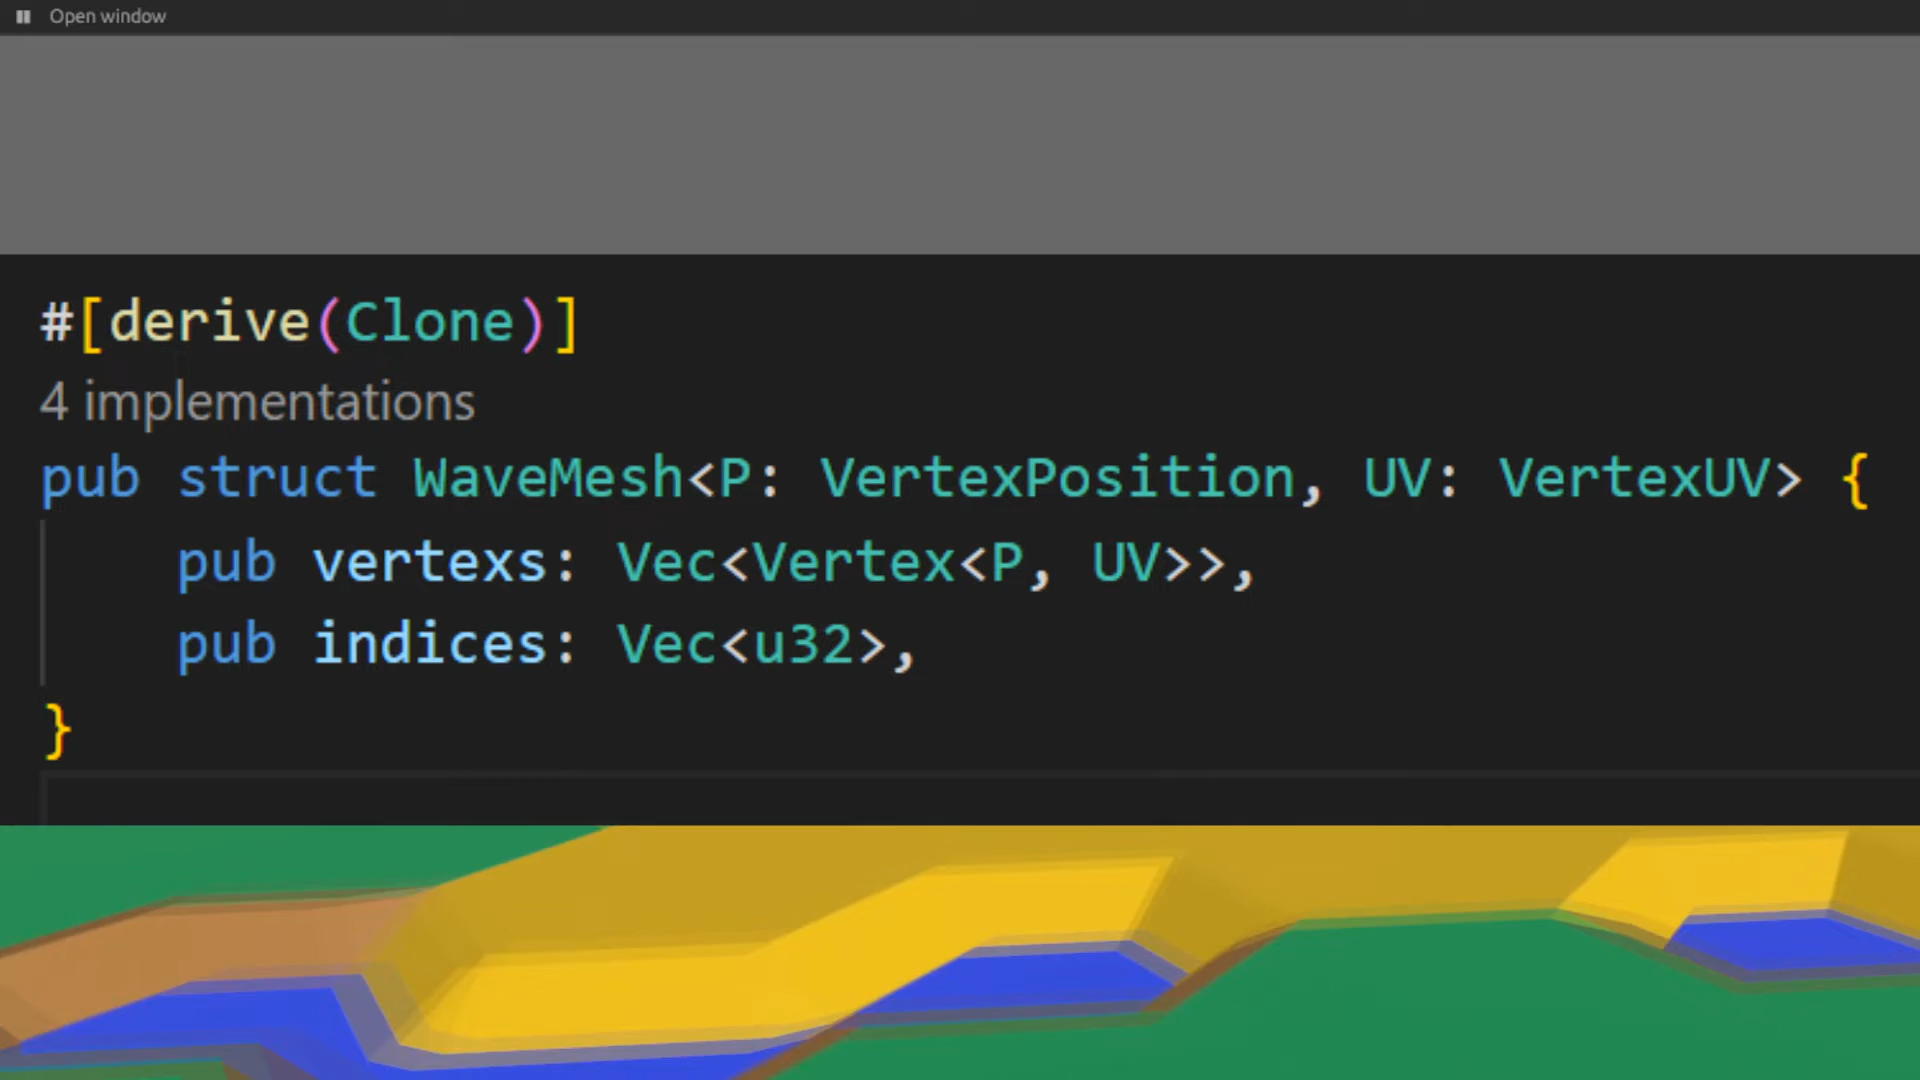 Open window
#[derive(Clone)]
4 implementations
pub struct WaveMesh<P: VertexPosition, UV: VertexUV> {
    pub vertexs: Vec<Vertex<P, UV>>,
    pub indices: Vec<u32>,
}